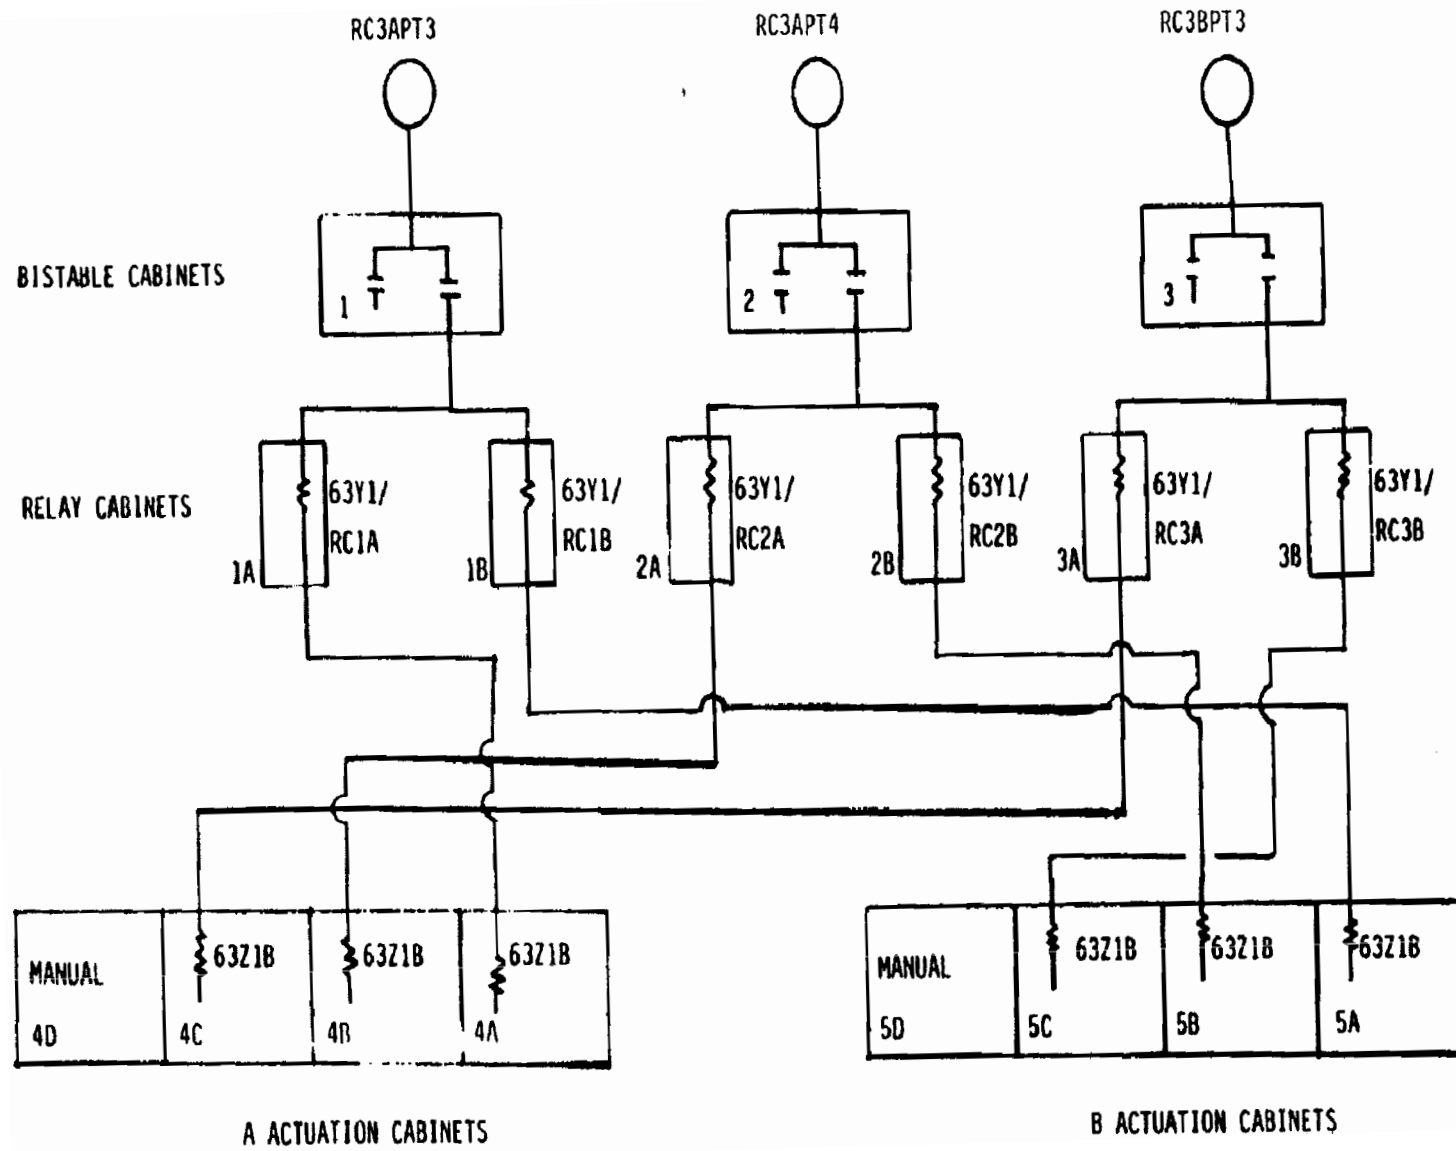 RC3APT3
RC3APT4
RC3BPT3
BISTABLE CABINETS
1
2
3
RELAY CABINETS
63Y1/
RC1A
1A
63Y1/
RC1B
1B
63Y1/
RC2A
2A
63Y1/
RC2B
2B
63Y1/
RC3A
3A
63Y1/
RC3B
3B
MANUAL
4D
63Z1B
4C
63Z1B
4B
63Z1B
4A
MANUAL
5D
63Z1B
5C
63Z1B
5B
63Z1B
5A
A ACTUATION CABINETS
B ACTUATION CABINETS